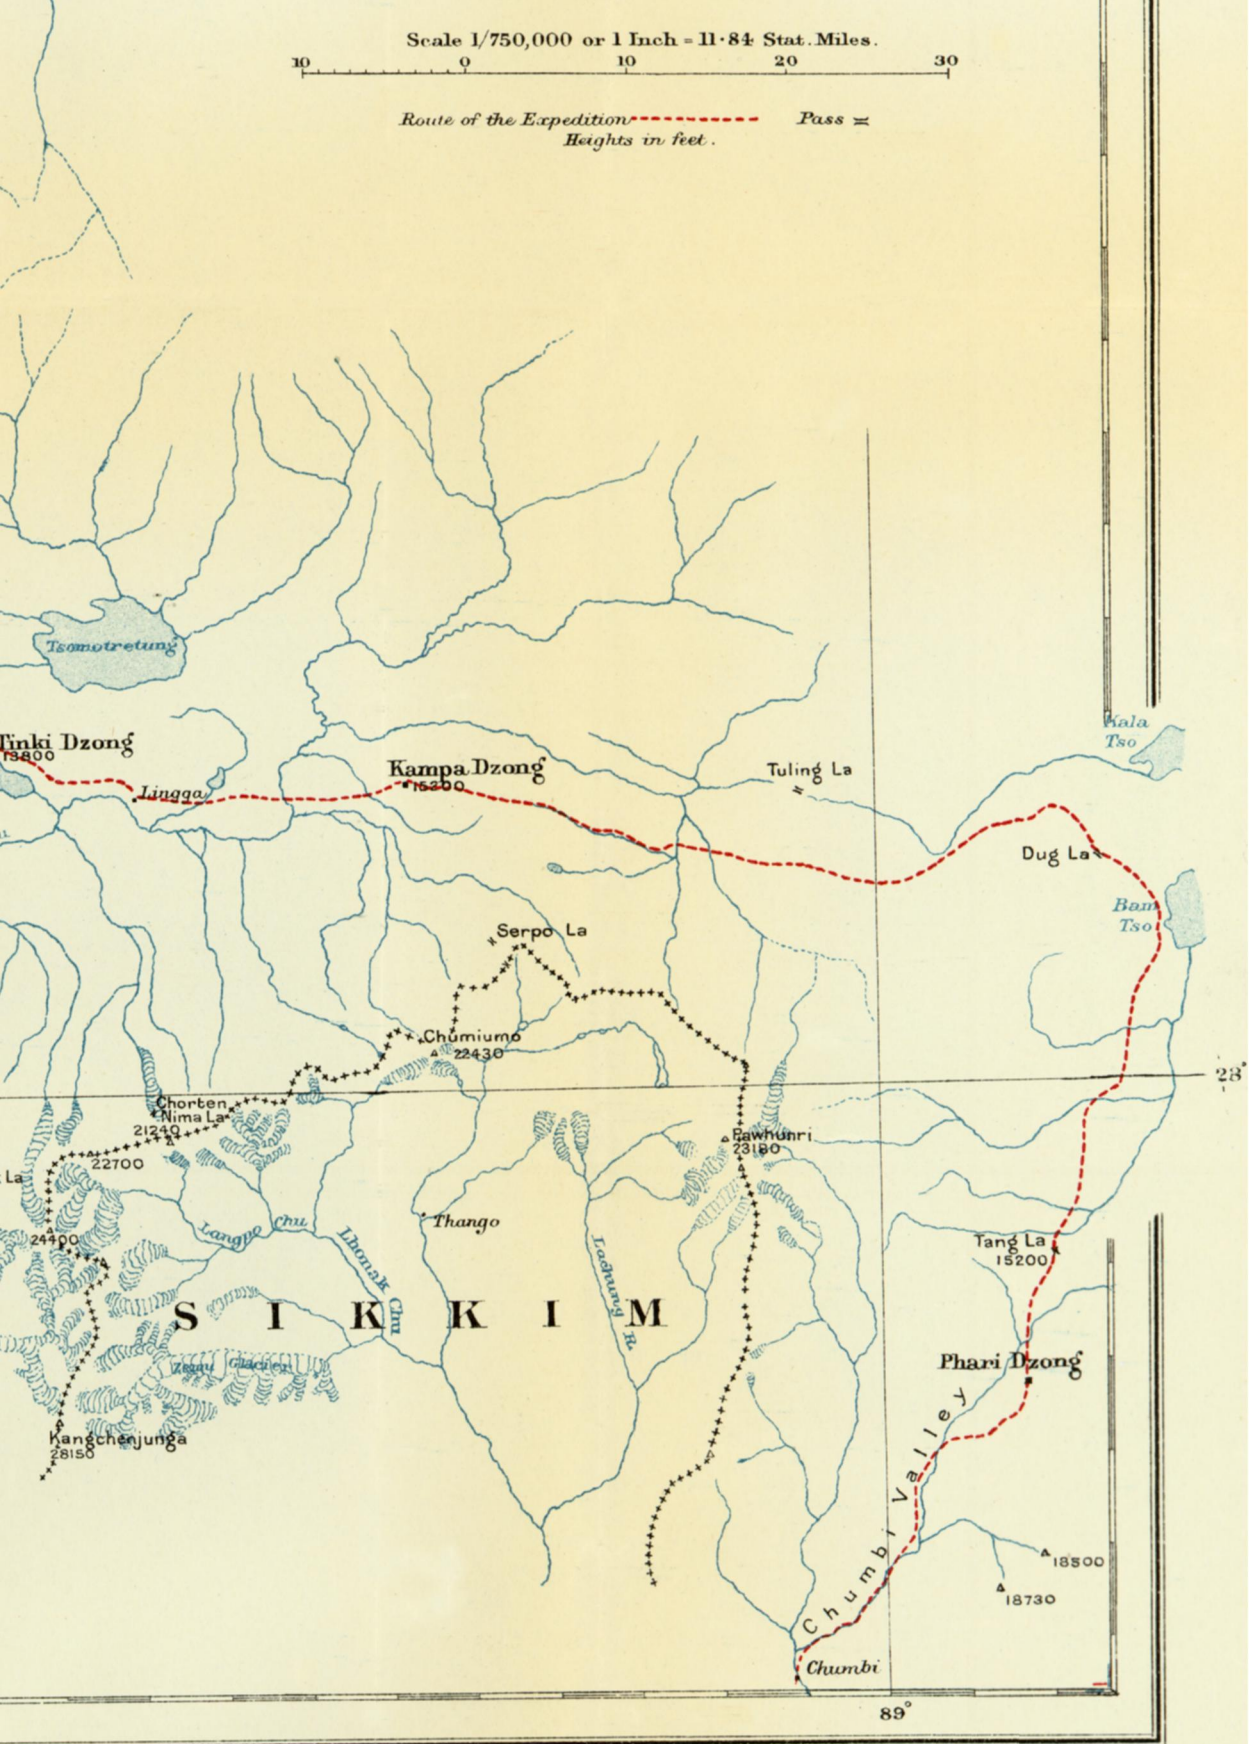 Scale 1/750,000 or 1 Inch = 11·84 Stat. Miles.
10 0 10 20 30
Route of the Expedition Pass
Heights in feet.
Tsomotretung
Kala
Tso
Tinki Dzong
13800
Kampa Dzong
15200
Lingga
Tuling La
Dug La
Bam
Tso
Serpo La
Chumiumo
22430
28°
Chorten
Nima La
21240
22700
La
Pawhunri
23180
24400
Langpo Chu
Lhonak Chu
Thango
Lachung R.
Tang La
15200
SIKKIM
Zemu Glacier
Phari Dzong
Kangchenjunga
28150
Chumbi Valley
18500
18730
Chumbi
89°